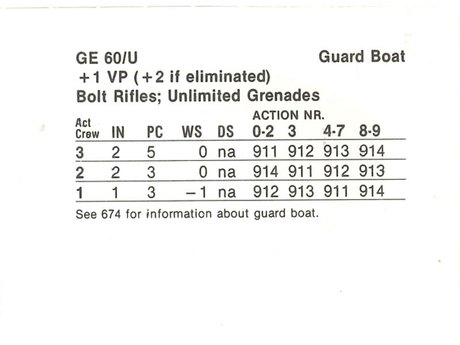 GE 60/U Guard Boat
+1 VP (+2 if eliminated)
Bolt Rifles; Unlimited Grenades
ACTION NR.
Act
Crew IN PC WS DS 0-2 3 4-7 8-9
3 2 5 0 na 911 912 913 914
2 2 3 0 na 914 911 912 913
1 1 3 −1 na 912 913 911 914
See 674 for information about guard boat.